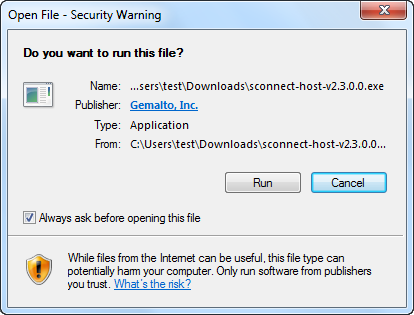 Open File - Security Warning
Do you want to run this file?
Name: ...sers\test\Downloads\sconnect-host-v2.3.0.0.exe
Publisher: Gemalto, Inc.
Type: Application
From: C:\Users\test\Downloads\sconnect-host-v2.3.0.0...
Run Cancel
Always ask before opening this file
While files from the Internet can be useful, this file type can
potentially harm your computer. Only run software from publishers
you trust. What's the risk?